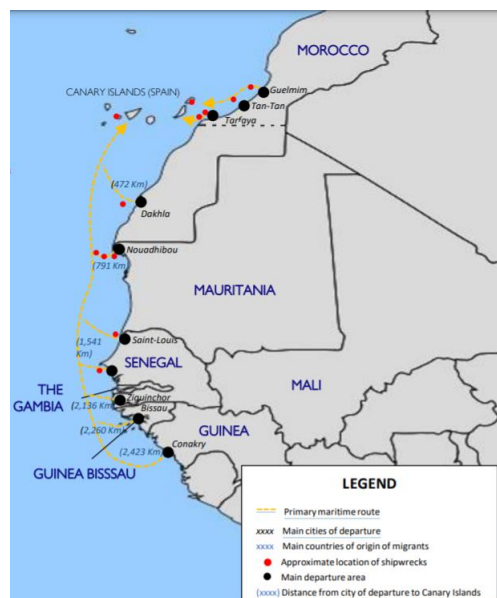 MOROCCO
CANARY ISLANDS (SPAIN)
Guelmim
Tan-Tan
Tarfaya
(472 Km)
Dakhla
Nouadhibou
(791 Km)
MAURITANIA
Saint-Louis
(1,541
Km)
SENEGAL
MALI
THE
GAMBIA
Ziguinchor
(2,136 Km)
Bissau
(2,260 Km)
GUINEA
Conakry
(2,423 Km)
GUINEA BISSSAU
LEGEND
Primary maritime route
xxxx Main cities of departure
xxxx Main countries of origin of migrants
Approximate location of shipwrecks
Main departure area
(xxxx) Distance from city of departure to Canary Islands